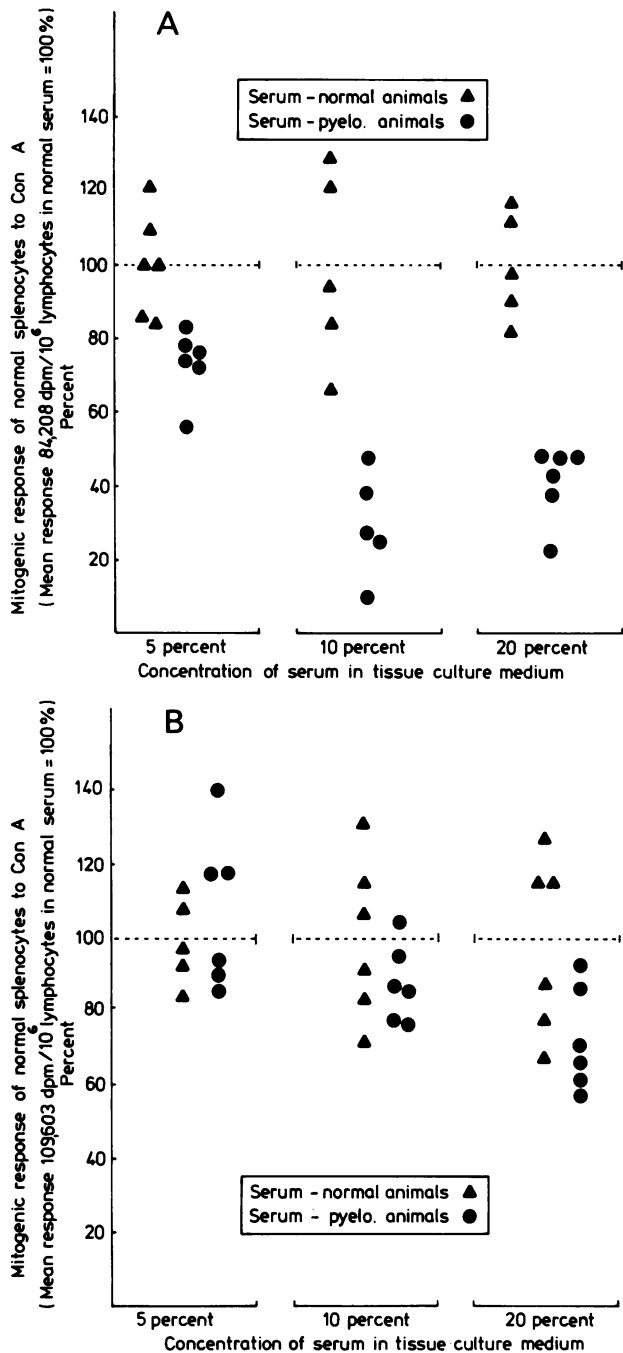 A
Serum - normal animals ▲
Serum - pyelo. animals ●
Mitogenic response of normal splenocytes to Con A
(Mean response 84,208 dpm/10⁶ lymphocytes in normal serum = 100%)
Percent
140
120
100
80
60
40
20
5 percent 10 percent 20 percent
Concentration of serum in tissue culture medium
B
Mitogenic response of normal splenocytes to Con A
(Mean response 109,603 dpm/10⁶ lymphocytes in normal serum = 100%)
Percent
140
120
100
80
60
40
20
Serum - normal animals ▲
Serum - pyelo. animals ●
5 percent 10 percent 20 percent
Concentration of serum in tissue culture medium